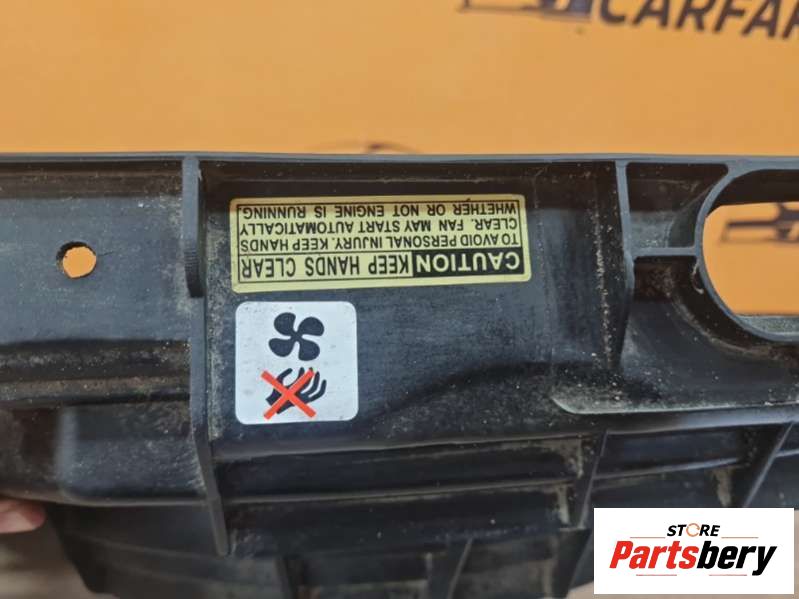 CARFAR
CAUTION KEEP HANDS CLEAR
TO AVOID PERSONAL INJURY. KEEP HANDS
CLEAR. FAN MAY START AUTOMATICALLY
WHETHER OR NOT ENGINE IS RUNNING
STORE
Partsbery